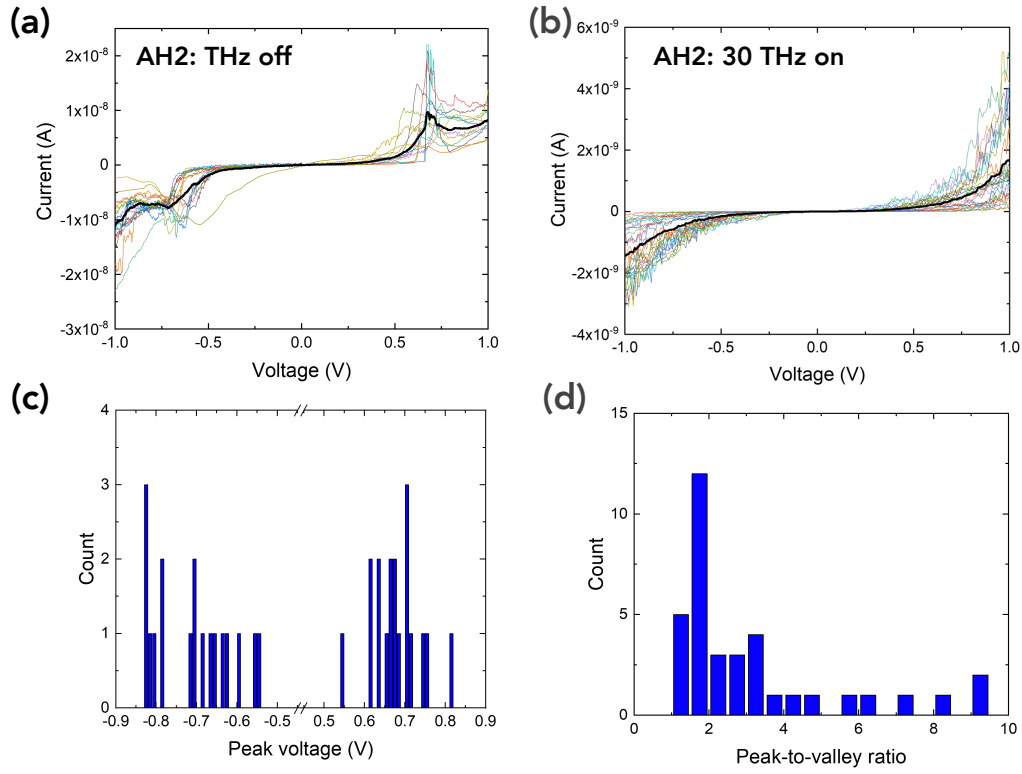 (a)
AH2: THz off
2x10⁻⁸
1x10⁻⁸
0
-1x10⁻⁸
-2x10⁻⁸
-3x10⁻⁸
Current (A)
-1.0 -0.5 0.0 0.5 1.0
Voltage (V)
(b)
AH2: 30 THz on
6x10⁻⁹
4x10⁻⁹
2x10⁻⁹
0
-2x10⁻⁹
-4x10⁻⁹
Current (A)
-1.0 -0.5 0.0 0.5 1.0
Voltage (V)
(c)
4
3
2
1
0
Count
-0.9 -0.8 -0.7 -0.6 -0.5 0.5 0.6 0.7 0.8 0.9
Peak voltage (V)
(d)
15
10
5
0
Count
0 2 4 6 8 10
Peak-to-valley ratio